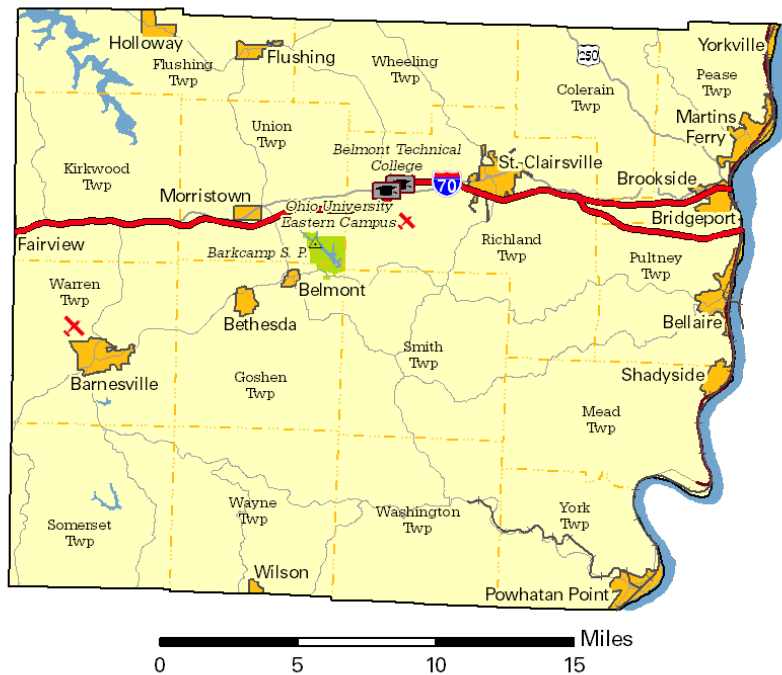 Yorkville
Holloway
Flushing
Flushing
Twp
Wheeling
Twp
250
Pease
Twp
Colerain
Twp
Martins
Ferry
Union
Twp
Belmont Technical
College
St. Clairsville
Kirkwood
Twp
Morristown
70
Brookside
Ohio University
Eastern Campus
Bridgeport
Fairview
Barkcamp S. P.
Richland
Twp
Pultney
Twp
Warren
Twp
Belmont
Bethesda
Bellaire
Smith
Twp
Barnesville
Goshen
Twp
Shadyside
Mead
Twp
Somerset
Twp
Wayne
Twp
Washington
Twp
York
Twp
Wilson
Powhatan Point
Miles
0 5 10 15